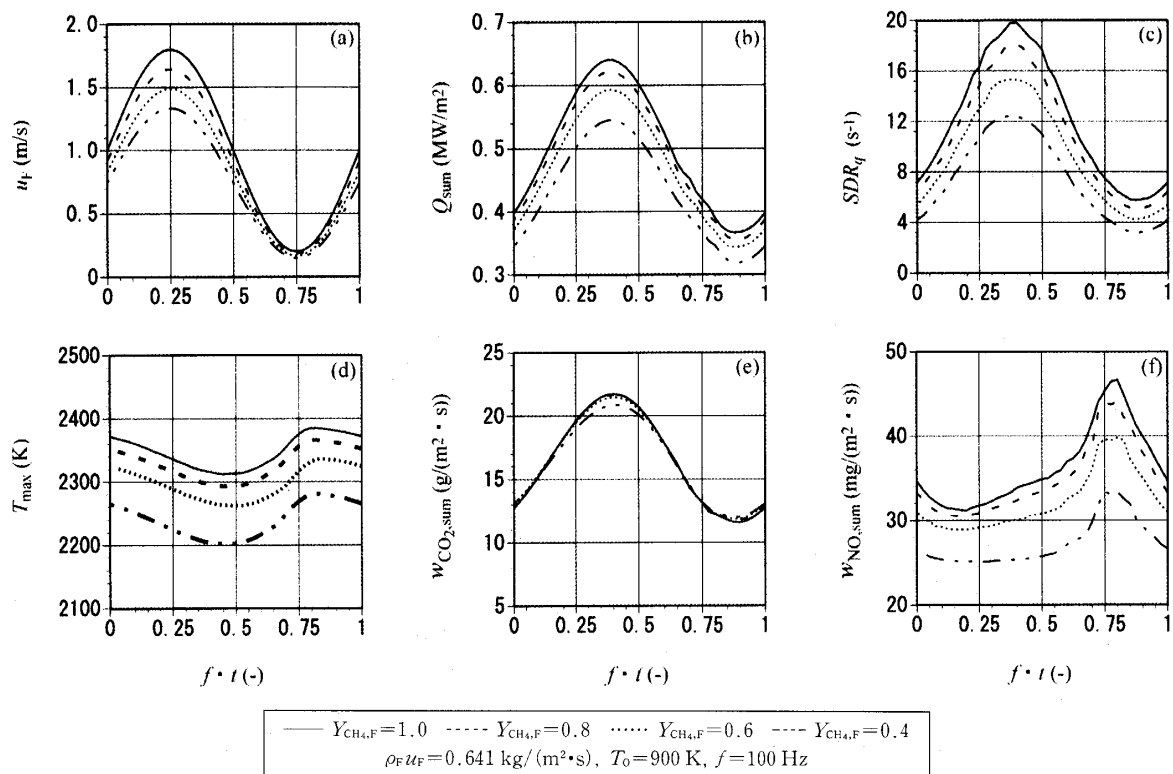 (a)
2.0
1.5
1.0
0.5
0
0 0.25 0.5 0.75 1
u_F (m/s)
(b)
0.7
0.6
0.5
0.4
0.3
0 0.25 0.5 0.75 1
Q_sum (MW/m²)
(c)
20
16
12
8
4
0
0 0.25 0.5 0.75 1
SDR_q (s⁻¹)
(d)
2500
2400
2300
2200
2100
0 0.25 0.5 0.75 1
T_max (K)
f・t (-)
(e)
25
20
15
10
5
0 0.25 0.5 0.75 1
w_CO₂,sum (g/(m²・s))
f・t (-)
(f)
50
40
30
20
0 0.25 0.5 0.75 1
w_NO,sum (mg/(m²・s))
f・t (-)
Y_CH₄,F=1.0 Y_CH₄,F=0.8 Y_CH₄,F=0.6 Y_CH₄,F=0.4
ρ_F u_F=0.641 kg/(m²・s), T₀=900 K, f=100 Hz